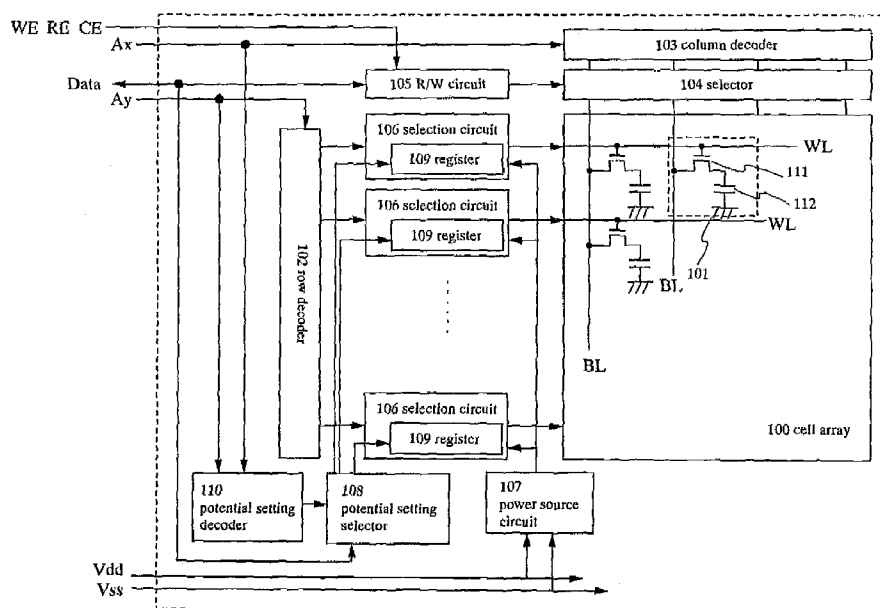 WE RE CE
Ax
103 column decoder
Data
105 R/W circuit
104 selector
Ay
106 selection circuit
109 register
WL
111
106 selection circuit
109 register
112
WL
102 row decoder
101
BL
BL
106 selection circuit
109 register
100 cell array
110
potential setting
decoder
108
potential setting
selector
107
power source
circuit
Vdd
Vss